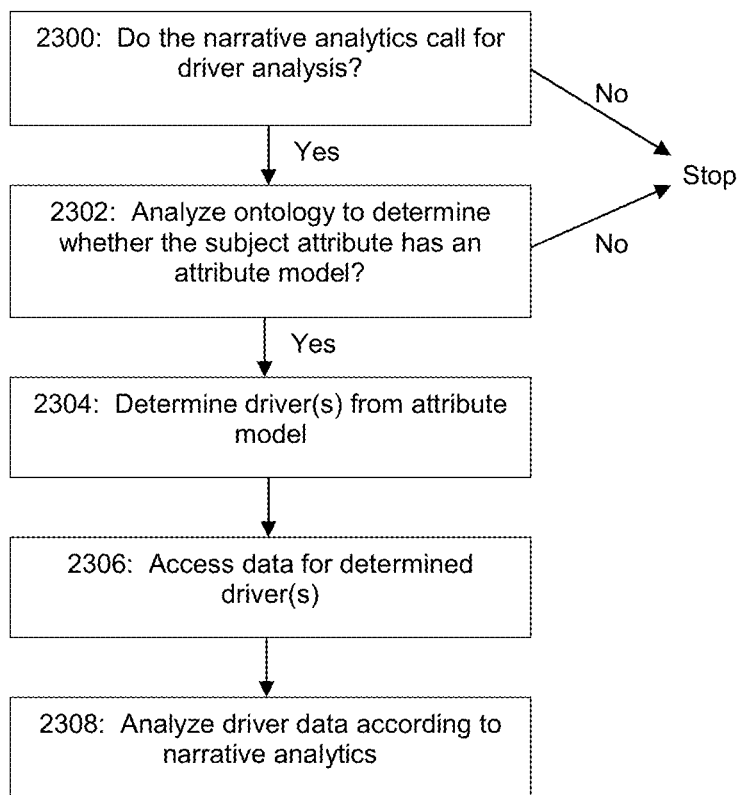 2300: Do the narrative analytics call for
driver analysis?
No
Yes
Stop
2302: Analyze ontology to determine
whether the subject attribute has an
attribute model?
No
Yes
2304: Determine driver(s) from attribute
model
2306: Access data for determined
driver(s)
2308: Analyze driver data according to
narrative analytics